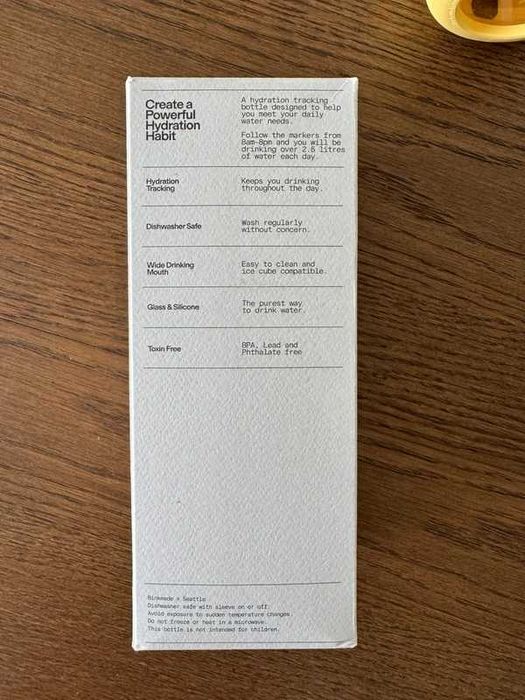 Create a
Powerful
Hydration
Habit
A hydration tracking
bottle designed to help
you meet your daily
water needs.
Follow the markers from
8am-8pm and you will be
drinking over 2.5 litres
of water each day.
Hydration
Tracking
Keeps you drinking
throughout the day.
Dishwasher Safe
Wash regularly
without concern.
Wide Drinking
Mouth
Easy to clean and
ice cube compatible.
Glass & Silicone
The purest way
to drink water.
Toxin Free
BPA, Lead and
Phthalate free
Binkmade × Seattle
Dishwasher safe with sleeve on or off.
Avoid exposure to sudden temperature changes.
Do not freeze or heat in a microwave.
This bottle is not intended for children.